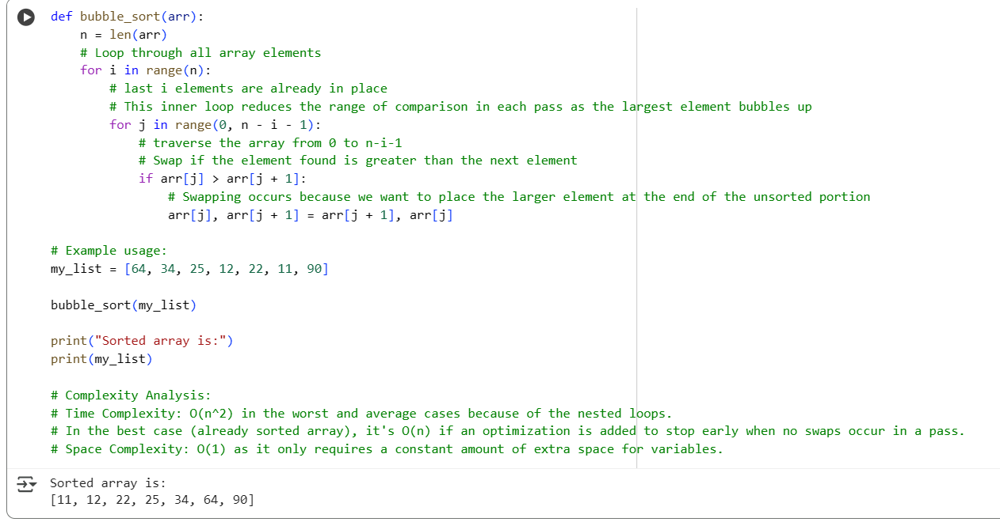 def bubble_sort(arr):
    n = len(arr)
    # Loop through all array elements
    for i in range(n):
        # last i elements are already in place
        # This inner loop reduces the range of comparison in each pass as the largest element bubbles up
        for j in range(0, n - i - 1):
            # traverse the array from 0 to n-i-1
            # Swap if the element found is greater than the next element
            if arr[j] > arr[j + 1]:
                # Swapping occurs because we want to place the larger element at the end of the unsorted portion
                arr[j], arr[j + 1] = arr[j + 1], arr[j]

# Example usage:
my_list = [64, 34, 25, 12, 22, 11, 90]

bubble_sort(my_list)

print("Sorted array is:")
print(my_list)

# Complexity Analysis:
# Time Complexity: O(n^2) in the worst and average cases because of the nested loops.
# In the best case (already sorted array), it's O(n) if an optimization is added to stop early when no swaps occur in a pass.
# Space Complexity: O(1) as it only requires a constant amount of extra space for variables.
Sorted array is:
[11, 12, 22, 25, 34, 64, 90]